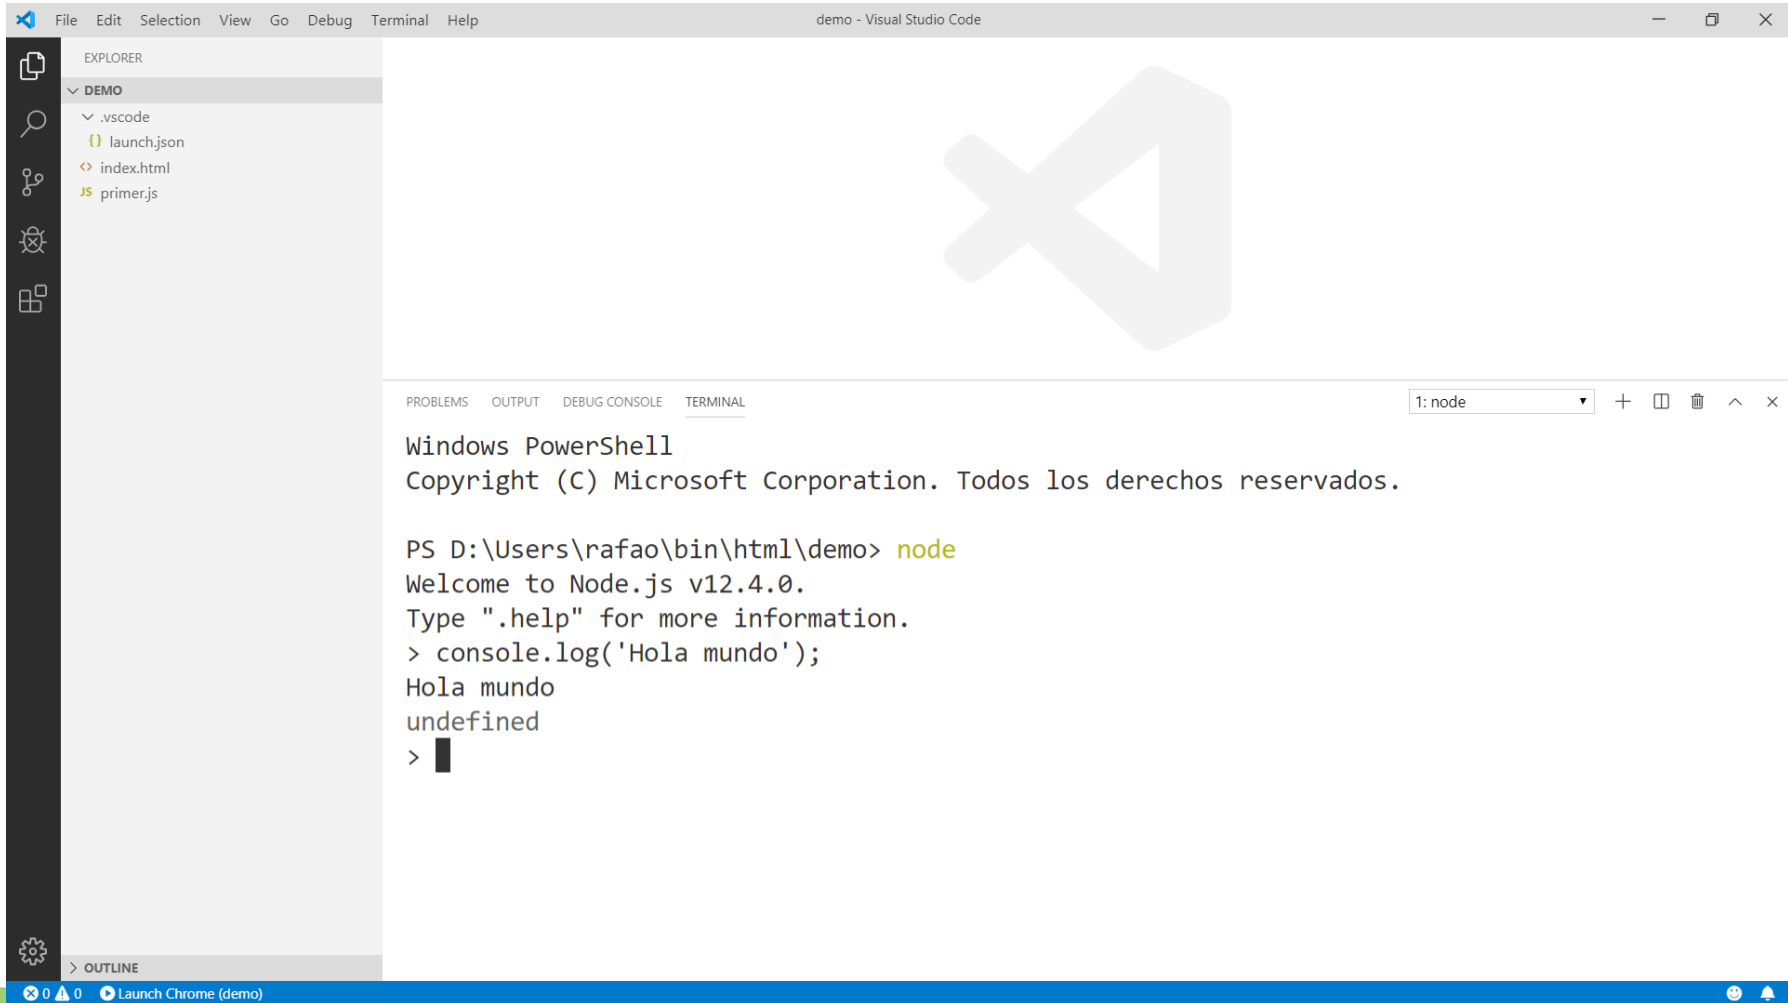 File Edit Selection View Go Debug Terminal Help
demo - Visual Studio Code
EXPLORER
DEMO
.vscode
{} launch.json
<> index.html
JS primer.js
PROBLEMS OUTPUT DEBUG CONSOLE TERMINAL
1: node
Windows PowerShell
Copyright (C) Microsoft Corporation. Todos los derechos reservados.
PS D:\Users\rafao\bin\html\demo> node
Welcome to Node.js v12.4.0.
Type ".help" for more information.
> console.log('Hola mundo');
Hola mundo
undefined
>
OUTLINE
0 0 Launch Chrome (demo)